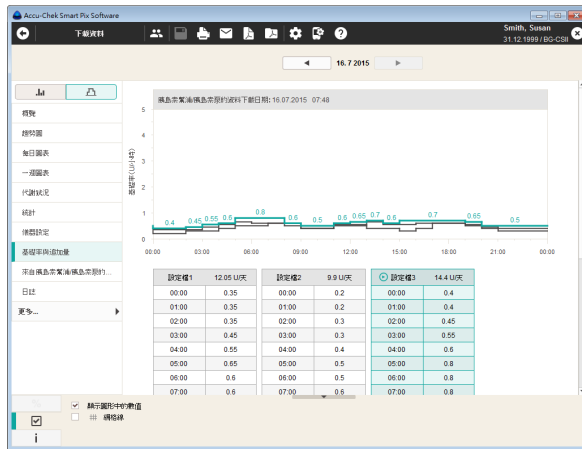 Accu-Chek Smart Pix Software
下載資料
Smith, Susan
31.12.1999 / BG-CSII
16. 7 2015
概覽
趨勢圖
每日圖表
一週圖表
代謝狀況
統計
儀器設定
基礎率與追加量
來自胰島素幫浦/胰島素泵的...
日誌
更多...
胰島素幫浦/胰島素泵的資料下載日期: 16.07.2015 07:48
基礎率(U/小時)
5
4
3
2
1
0
0.4 0.45 0.55 0.6 0.8 0.6 0.5 0.6 0.65 0.7 0.6 0.7 0.65 0.5
00:00 03:00 06:00 09:00 12:00 15:00 18:00 21:00 00:00
設定檔1 12.05 U/天 設定檔2 9.9 U/天 設定檔3 14.4 U/天
00:00 0.35 00:00 0.2 00:00 0.4
01:00 0.35 01:00 0.2 01:00 0.4
02:00 0.35 02:00 0.3 02:00 0.45
03:00 0.45 03:00 0.3 03:00 0.55
04:00 0.55 04:00 0.4 04:00 0.6
05:00 0.65 05:00 0.5 05:00 0.8
06:00 0.6 06:00 0.5 06:00 0.8
07:00 0.6 07:00 0.6 07:00 0.8
顯示圖形中的數值
網格線